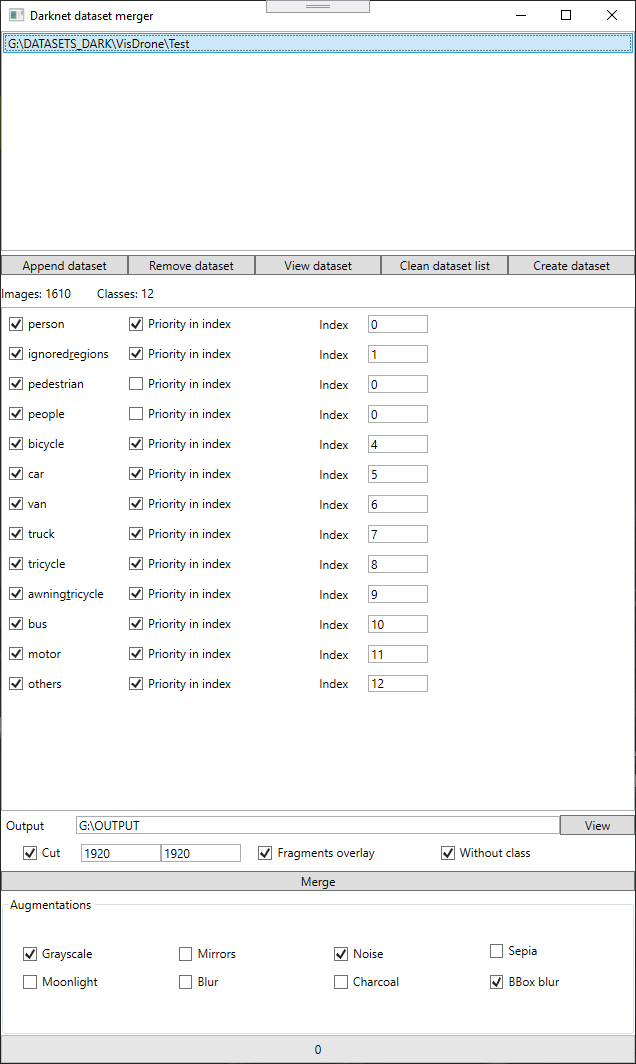 Darknet dataset merger
G:\DATASETS_DARK\VisDrone\Test
Append dataset Remove dataset View dataset Clean dataset list Create dataset
Images: 1610 Classes: 12
person Priority in index Index 0
ignoredregions Priority in index Index 1
pedestrian Priority in index Index 0
people Priority in index Index 0
bicycle Priority in index Index 4
car Priority in index Index 5
van Priority in index Index 6
truck Priority in index Index 7
tricycle Priority in index Index 8
awningtricycle Priority in index Index 9
bus Priority in index Index 10
motor Priority in index Index 11
others Priority in index Index 12
Output G:\OUTPUT View
Cut 1920 1920 Fragments overlay Without class
Merge
Augmentations
Grayscale Mirrors Noise Sepia
Moonlight Blur Charcoal BBox blur
0